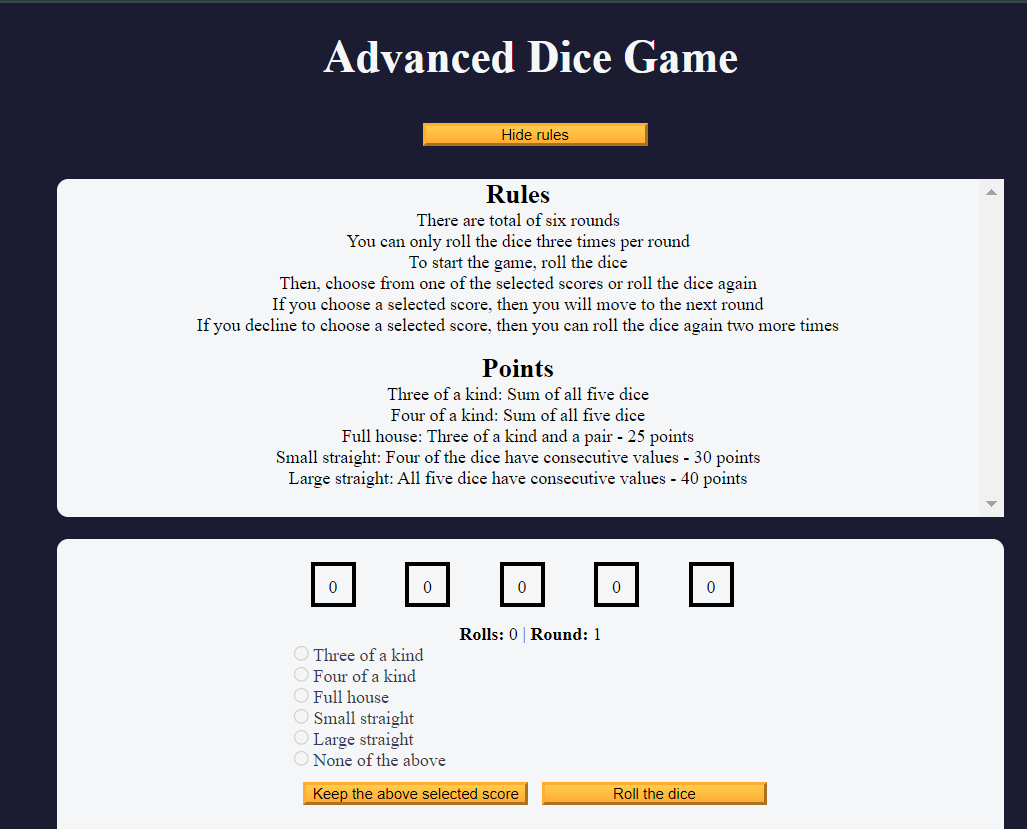 Advanced Dice Game
Hide rules
Rules
There are total of six rounds
You can only roll the dice three times per round
To start the game, roll the dice
Then, choose from one of the selected scores or roll the dice again
If you choose a selected score, then you will move to the next round
If you decline to choose a selected score, then you can roll the dice again two more times
Points
Three of a kind: Sum of all five dice
Four of a kind: Sum of all five dice
Full house: Three of a kind and a pair - 25 points
Small straight: Four of the dice have consecutive values - 30 points
Large straight: All five dice have consecutive values - 40 points
0 0 0 0 0
Rolls: 0 | Round: 1
Three of a kind
Four of a kind
Full house
Small straight
Large straight
None of the above
Keep the above selected score Roll the dice